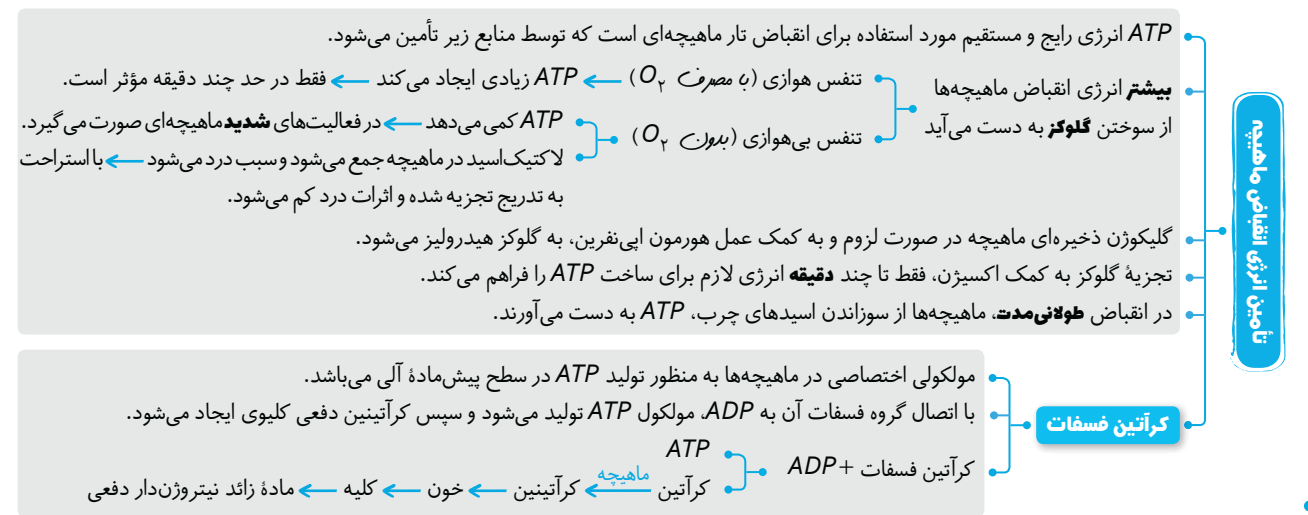 تأمین انرژی انقباض ماهیچه
ATP انرژی رایج و مستقیم مورد استفاده برای انقباض تار ماهیچه‌ای است که توسط منابع زیر تأمین می‌شود.
بیشتر انرژی انقباض ماهیچه‌ها
از سوختن گلوکز به دست می‌آید
تنفس هوازی (با مصرف O₂) ← ATP زیادی ایجاد می‌کند ← فقط در حد چند دقیقه مؤثر است.
تنفس بی‌هوازی (بدون O₂)
ATP کمی می‌دهد ← در فعالیت‌های شدید ماهیچه‌ای صورت می‌گیرد.
لاکتیک‌اسید در ماهیچه جمع می‌شود و سبب درد می‌شود ← با استراحت
به تدریج تجزیه شده و اثرات درد کم می‌شود.
گلیکوژن ذخیره‌ای ماهیچه در صورت لزوم و به کمک عمل هورمون اپی‌نفرین، به گلوکز هیدرولیز می‌شود.
تجزیهٔ گلوکز به کمک اکسیژن، فقط تا چند دقیقه انرژی لازم برای ساخت ATP را فراهم می‌کند.
در انقباض طولانی‌مدت، ماهیچه‌ها از سوزاندن اسیدهای چرب، ATP به دست می‌آورند.
کرآتین فسفات
مولکولی اختصاصی در ماهیچه‌ها به منظور تولید ATP در سطح پیش‌مادهٔ آلی می‌باشد.
با اتصال گروه فسفات آن به ADP، مولکول ATP تولید می‌شود و سپس کرآتینین دفعی کلیوی ایجاد می‌شود.
کرآتین فسفات + ADP
ATP
ماهیچه
کرآتین ← کرآتینین ← خون ← کلیه ← مادهٔ زائد نیتروژن‌دار دفعی